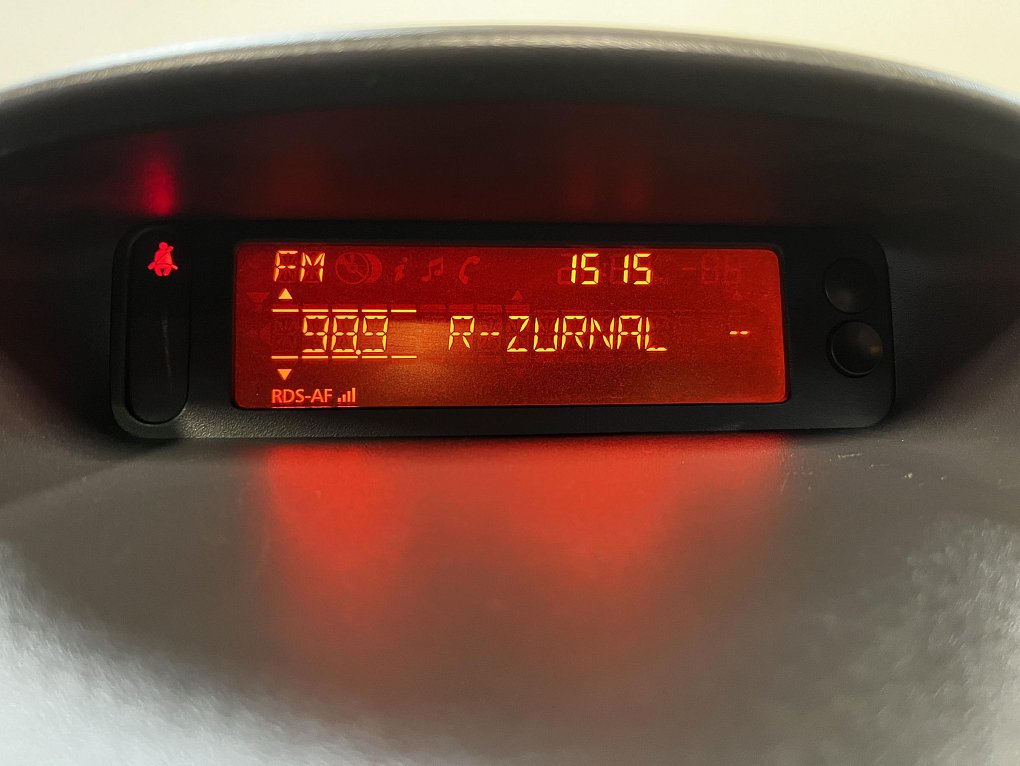 FM 15 15
98.9 R-ZURNAL --
RDS-AF